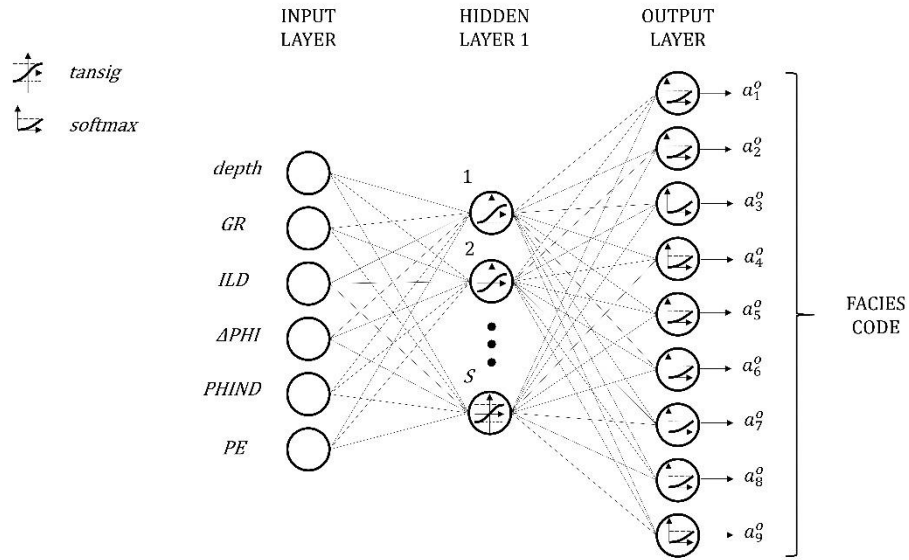 INPUT
LAYER
HIDDEN
LAYER 1
OUTPUT
LAYER
tansig
softmax
depth
GR
ILD
ΔPHI
PHIND
PE
1
2
S
a₁ᵒ
a₂ᵒ
a₃ᵒ
a₄ᵒ
a₅ᵒ
a₆ᵒ
a₇ᵒ
a₈ᵒ
a₉ᵒ
FACIES
CODE